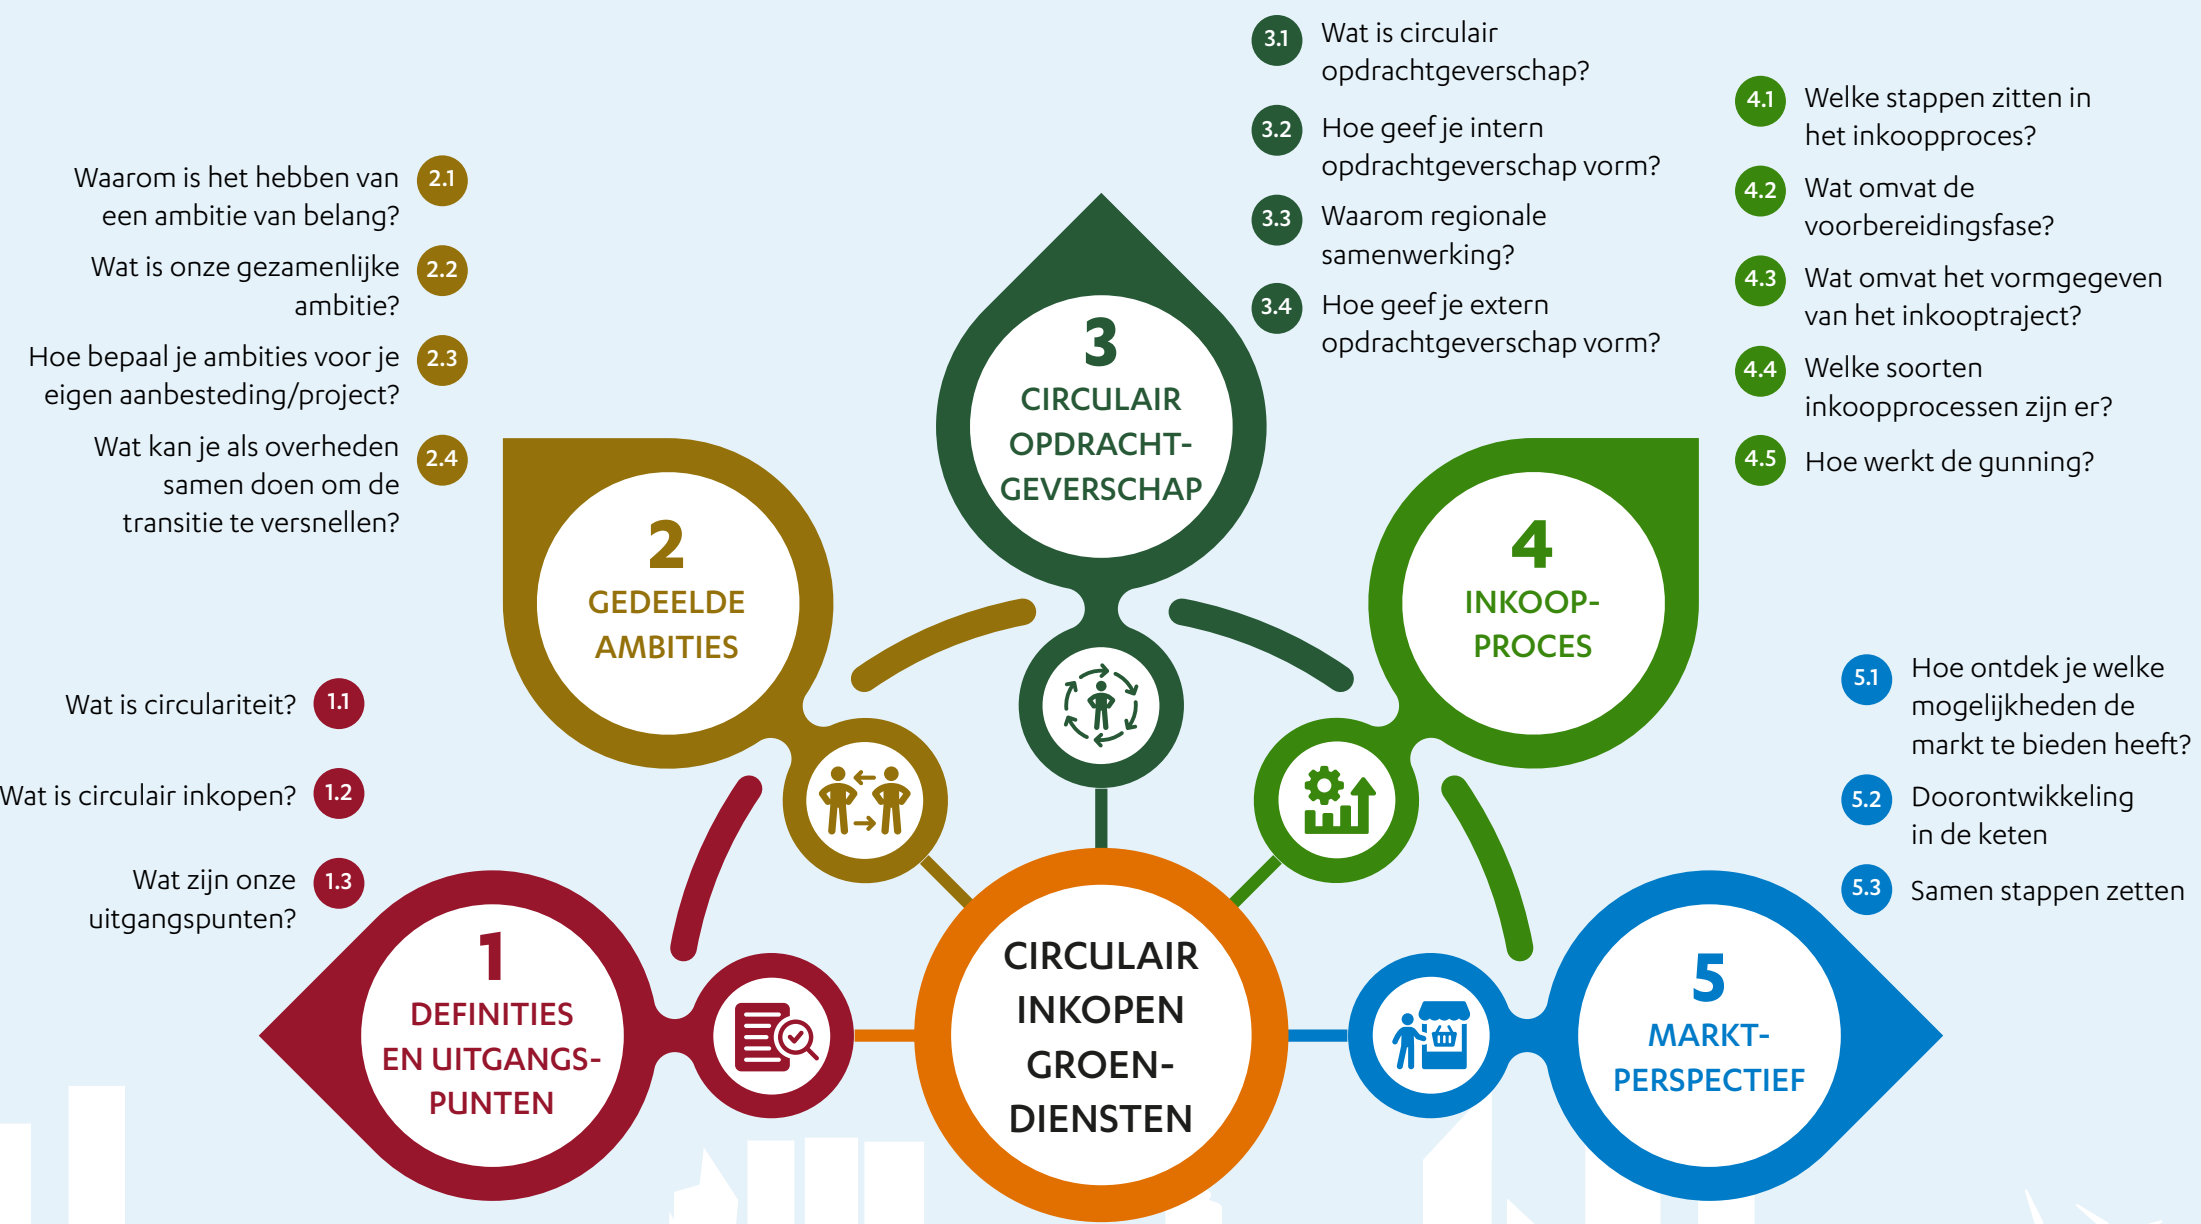 1.1 Wat is circulariteit?
1.2 Wat is circulair inkopen?
1.3 Wat zijn onze
uitgangspunten?
1
DEFINITIES
EN UITGANGS-
PUNTEN
2.1 Waarom is het hebben van
een ambitie van belang?
2.2 Wat is onze gezamenlijke
ambitie?
2.3 Hoe bepaal je ambities voor je
eigen aanbesteding/project?
2.4 Wat kan je als overheden
samen doen om de
transitie te versnellen?
2
GEDEELDE
AMBITIES
3.1 Wat is circulair
opdrachtgeverschap?
3.2 Hoe geef je intern
opdrachtgeverschap vorm?
3.3 Waarom regionale
samenwerking?
3.4 Hoe geef je extern
opdrachtgeverschap vorm?
3
CIRCULAIR
OPDRACHT-
GEVERSCHAP
4.1 Welke stappen zitten in
het inkoopproces?
4.2 Wat omvat de
voorbereidingsfase?
4.3 Wat omvat het vormgegeven
van het inkooptraject?
4.4 Welke soorten
inkoopprocessen zijn er?
4.5 Hoe werkt de gunning?
4
INKOOP-
PROCES
5.1 Hoe ontdek je welke
mogelijkheden de
markt te bieden heeft?
5.2 Doorontwikkeling
in de keten
5.3 Samen stappen zetten
5
MARKT-
PERSPECTIEF
CIRCULAIR
INKOPEN
GROEN-
DIENSTEN